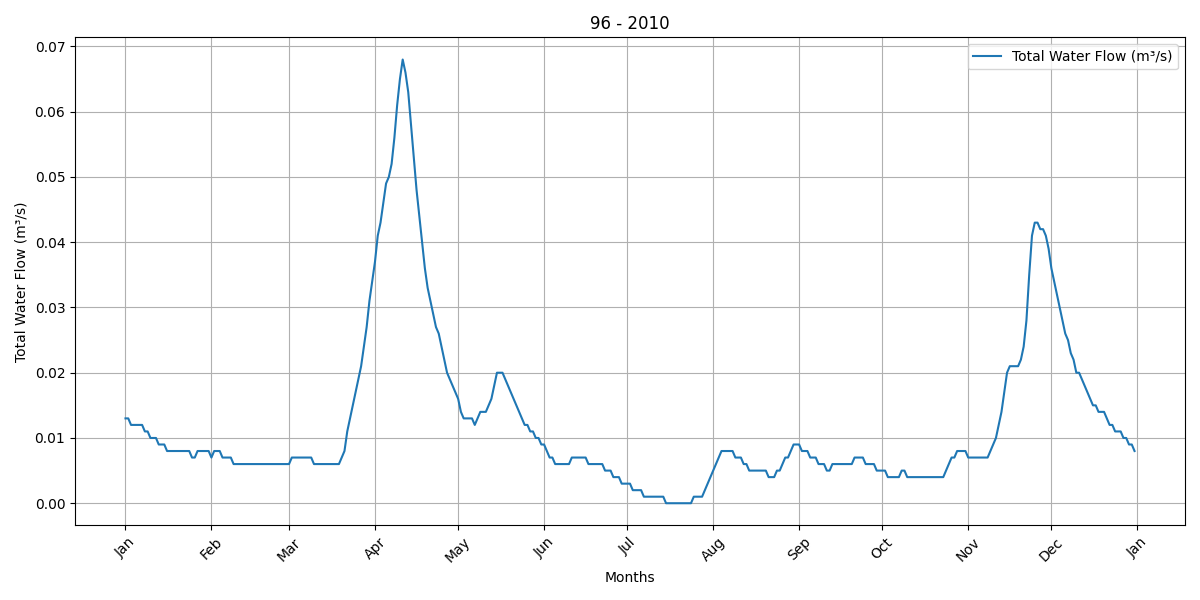 96 - 2010
Total Water Flow (m³/s)
Total Water Flow (m³/s)
0.07
0.06
0.05
0.04
0.03
0.02
0.01
0.00
Jan
Feb
Mar
Apr
May
Jun
Jul
Aug
Sep
Oct
Nov
Dec
Jan
Months